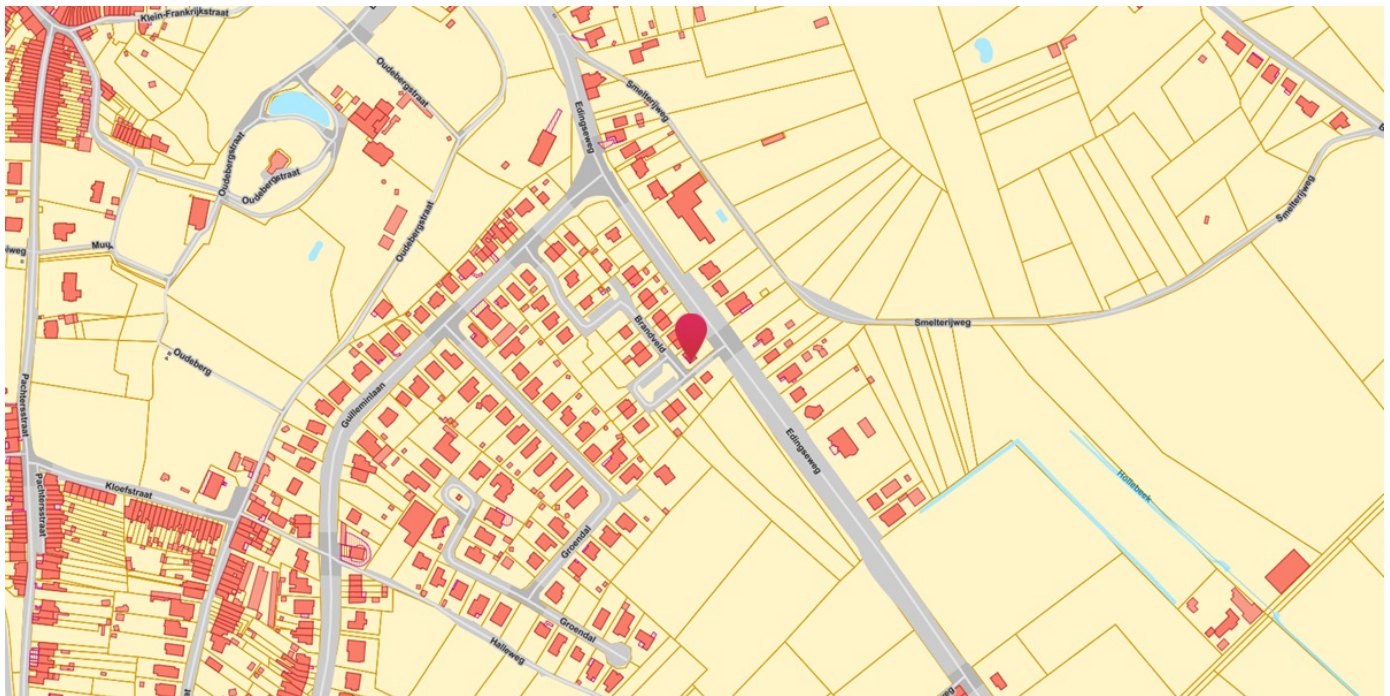 Klein-Frankrijkstraat
Oudebergstraat
Smelterijweg
Edingseweg
Oudebergstraat
Oudebergstraat
Smelterijweg
Oudebergstraat
Muu
Smelterijweg
Brandveld
Oudeberg
Pachtersstraat
Guilleminlaan
Edingseweg
Hollebeek
Pachtersstraat
Kloefstraat
Groendal
Groendal
Halleweg